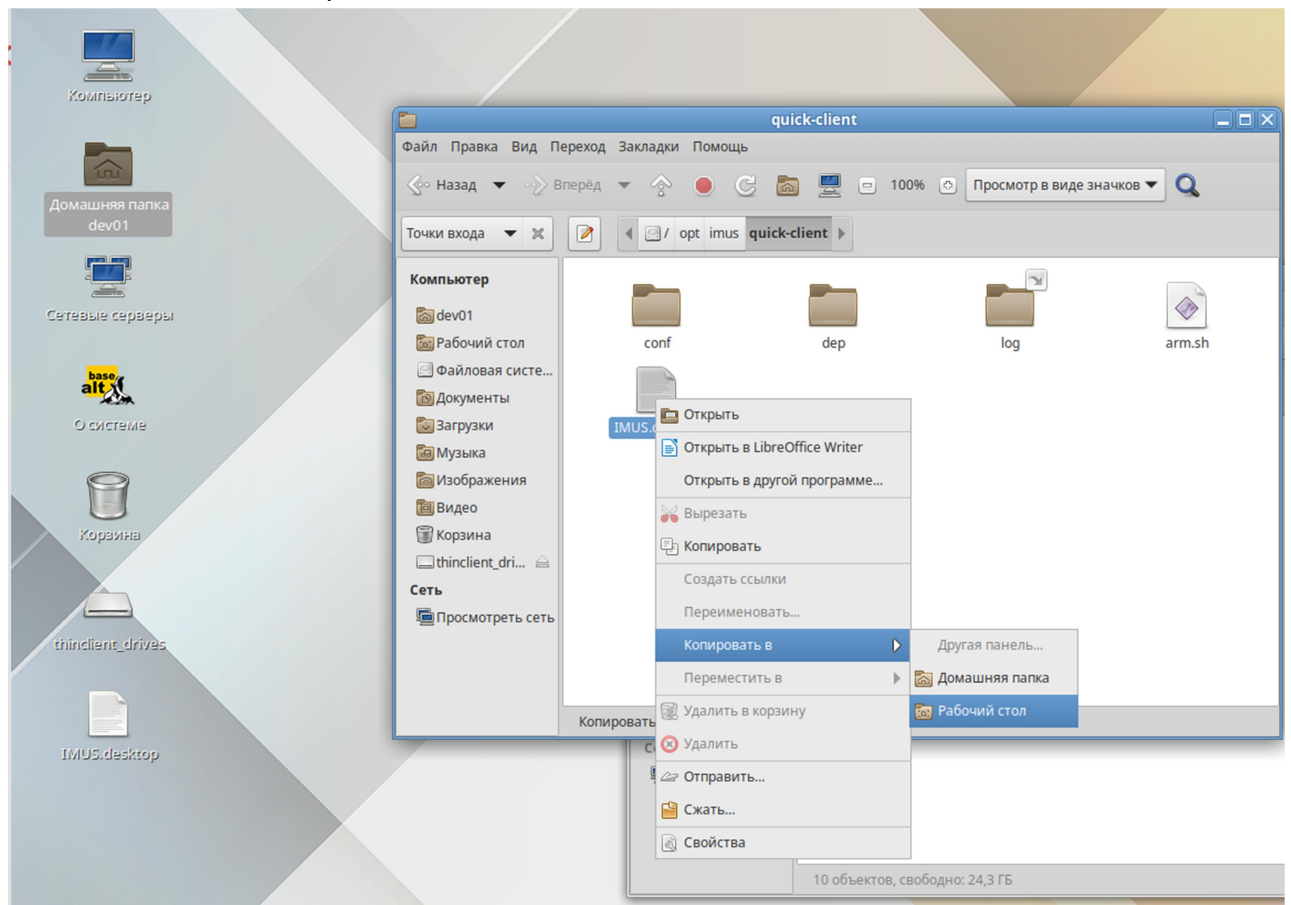 Компьютер
Домашняя папка
dev01
Сетевые серверы
base
alt
О системе
Корзина
thinclient_drives
IMUS.desktop
quick-client
Файл Правка Вид Переход Закладки Помощь
Назад Вперёд 100% Просмотр в виде значков
Точки входа / opt imus quick-client
Компьютер
dev01
Рабочий стол
Файловая систе...
Документы
Загрузки
Музыка
Изображения
Видео
Корзина
thinclient_dri...
Сеть
Просмотреть сеть
conf dep log arm.sh
IMUS.
Открыть
Открыть в LibreOffice Writer
Открыть в другой программе...
Вырезать
Копировать
Создать ссылки
Переименовать...
Копировать в
Переместить в
Удалить в корзину
Удалить
Отправить...
Сжать...
Свойства
Другая панель...
Домашняя папка
Рабочий стол
Копировать
10 объектов, свободно: 24,3 ГБ